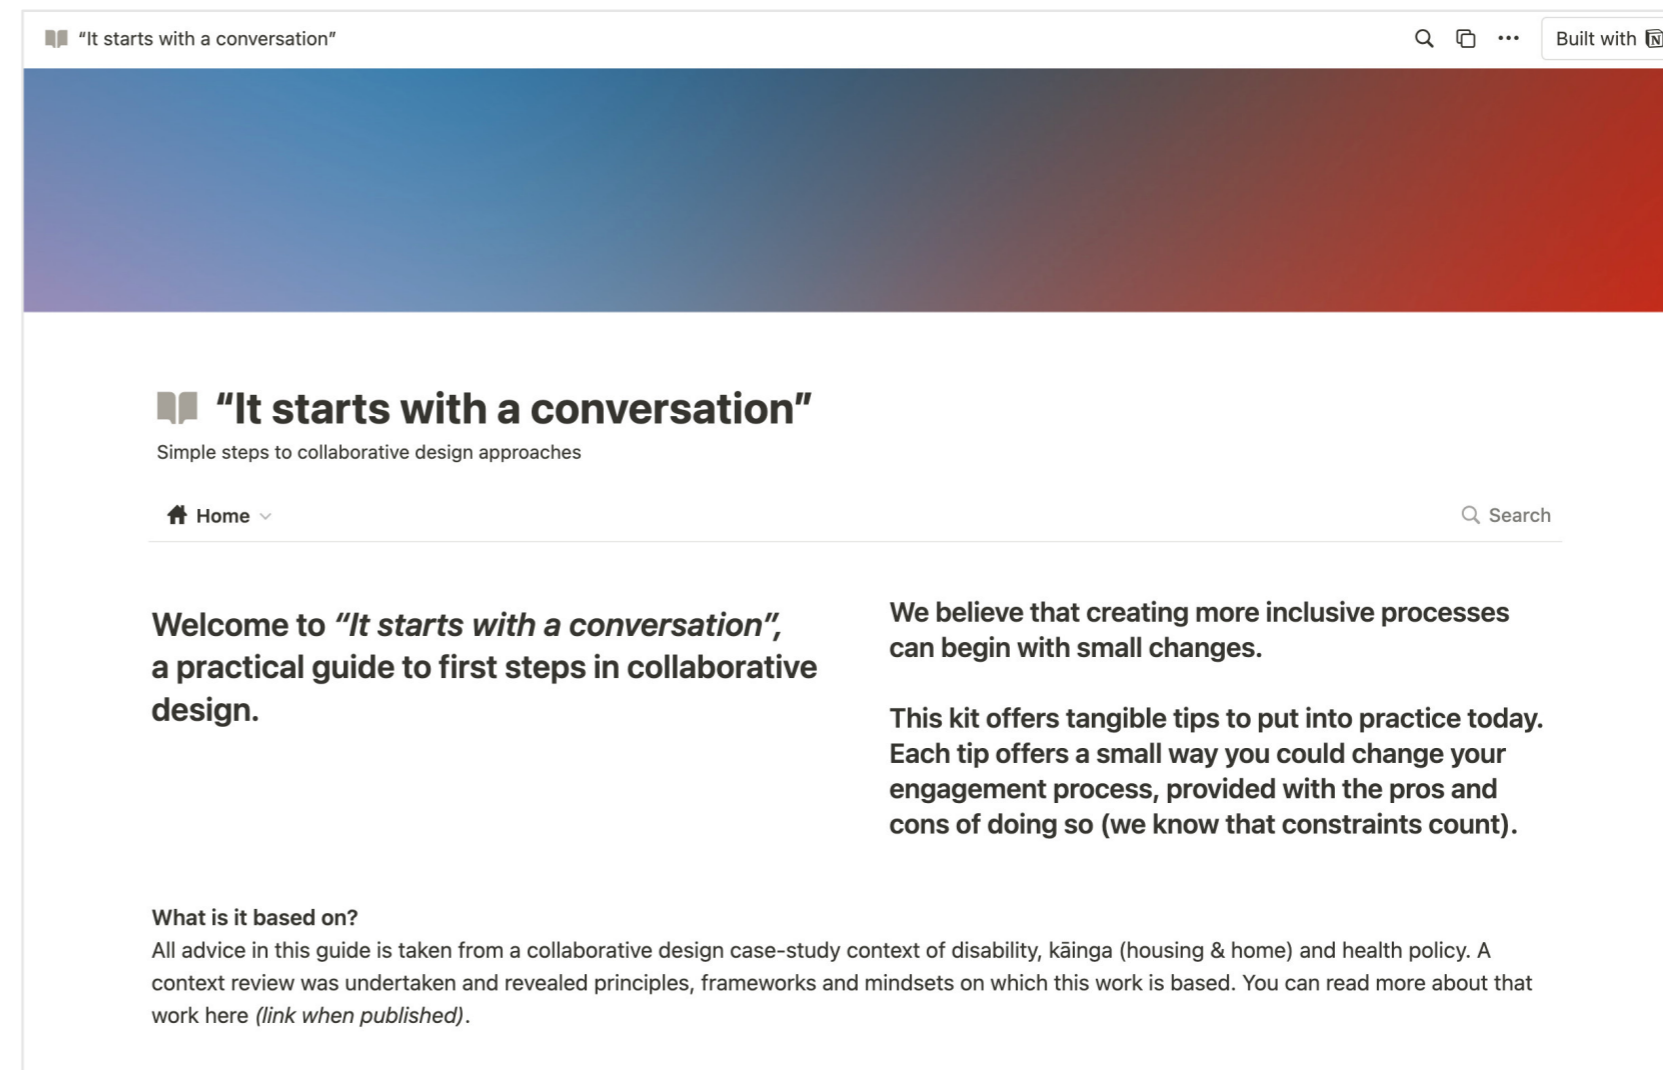 “It starts with a conversation”
Built with
“It starts with a conversation”
Simple steps to collaborative design approaches
Home
Search
Welcome to “It starts with a conversation”,
a practical guide to first steps in collaborative
design.
We believe that creating more inclusive processes
can begin with small changes.
This kit offers tangible tips to put into practice today.
Each tip offers a small way you could change your
engagement process, provided with the pros and
cons of doing so (we know that constraints count).
What is it based on?
All advice in this guide is taken from a collaborative design case-study context of disability, kāinga (housing & home) and health policy. A
context review was undertaken and revealed principles, frameworks and mindsets on which this work is based. You can read more about that
work here (link when published).